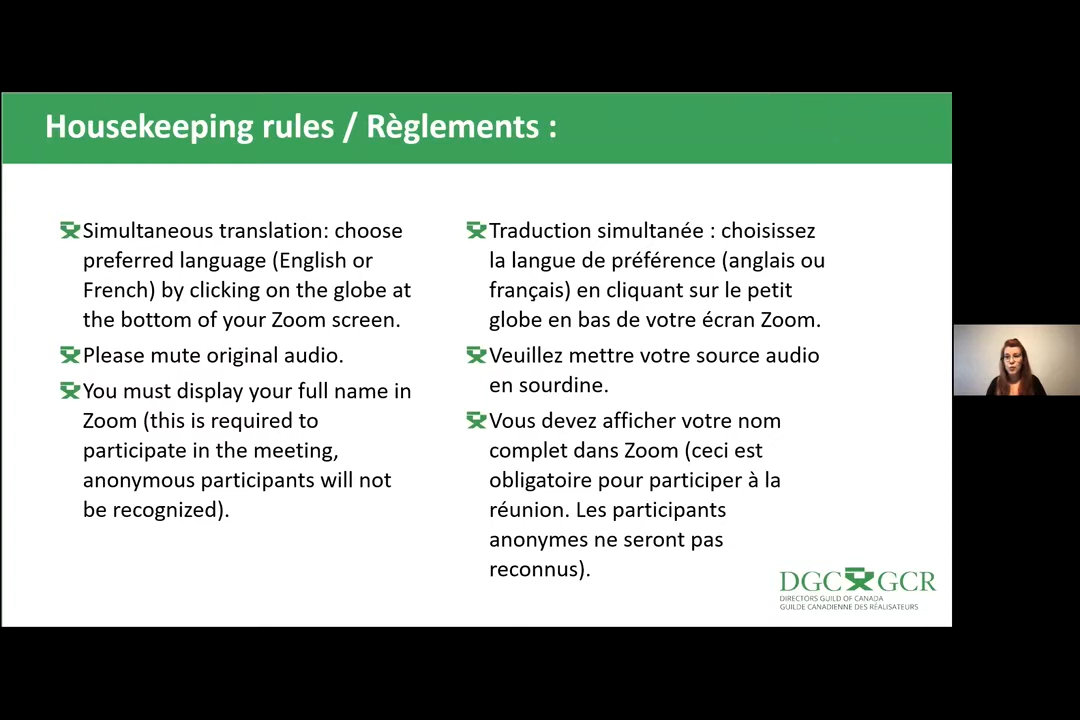 Housekeeping rules / Règlements :
Simultaneous translation: choose
preferred language (English or
French) by clicking on the globe at
the bottom of your Zoom screen.
Please mute original audio.
You must display your full name in
Zoom (this is required to
participate in the meeting,
anonymous participants will not
be recognized).
Traduction simultanée : choisissez
la langue de préférence (anglais ou
français) en cliquant sur le petit
globe en bas de votre écran Zoom.
Veuillez mettre votre source audio
en sourdine.
Vous devez afficher votre nom
complet dans Zoom (ceci est
obligatoire pour participer à la
réunion. Les participants
anonymes ne seront pas
reconnus).
DGC GCR
DIRECTORS GUILD OF CANADA
GUILDE CANADIENNE DES RÉALISATEURS